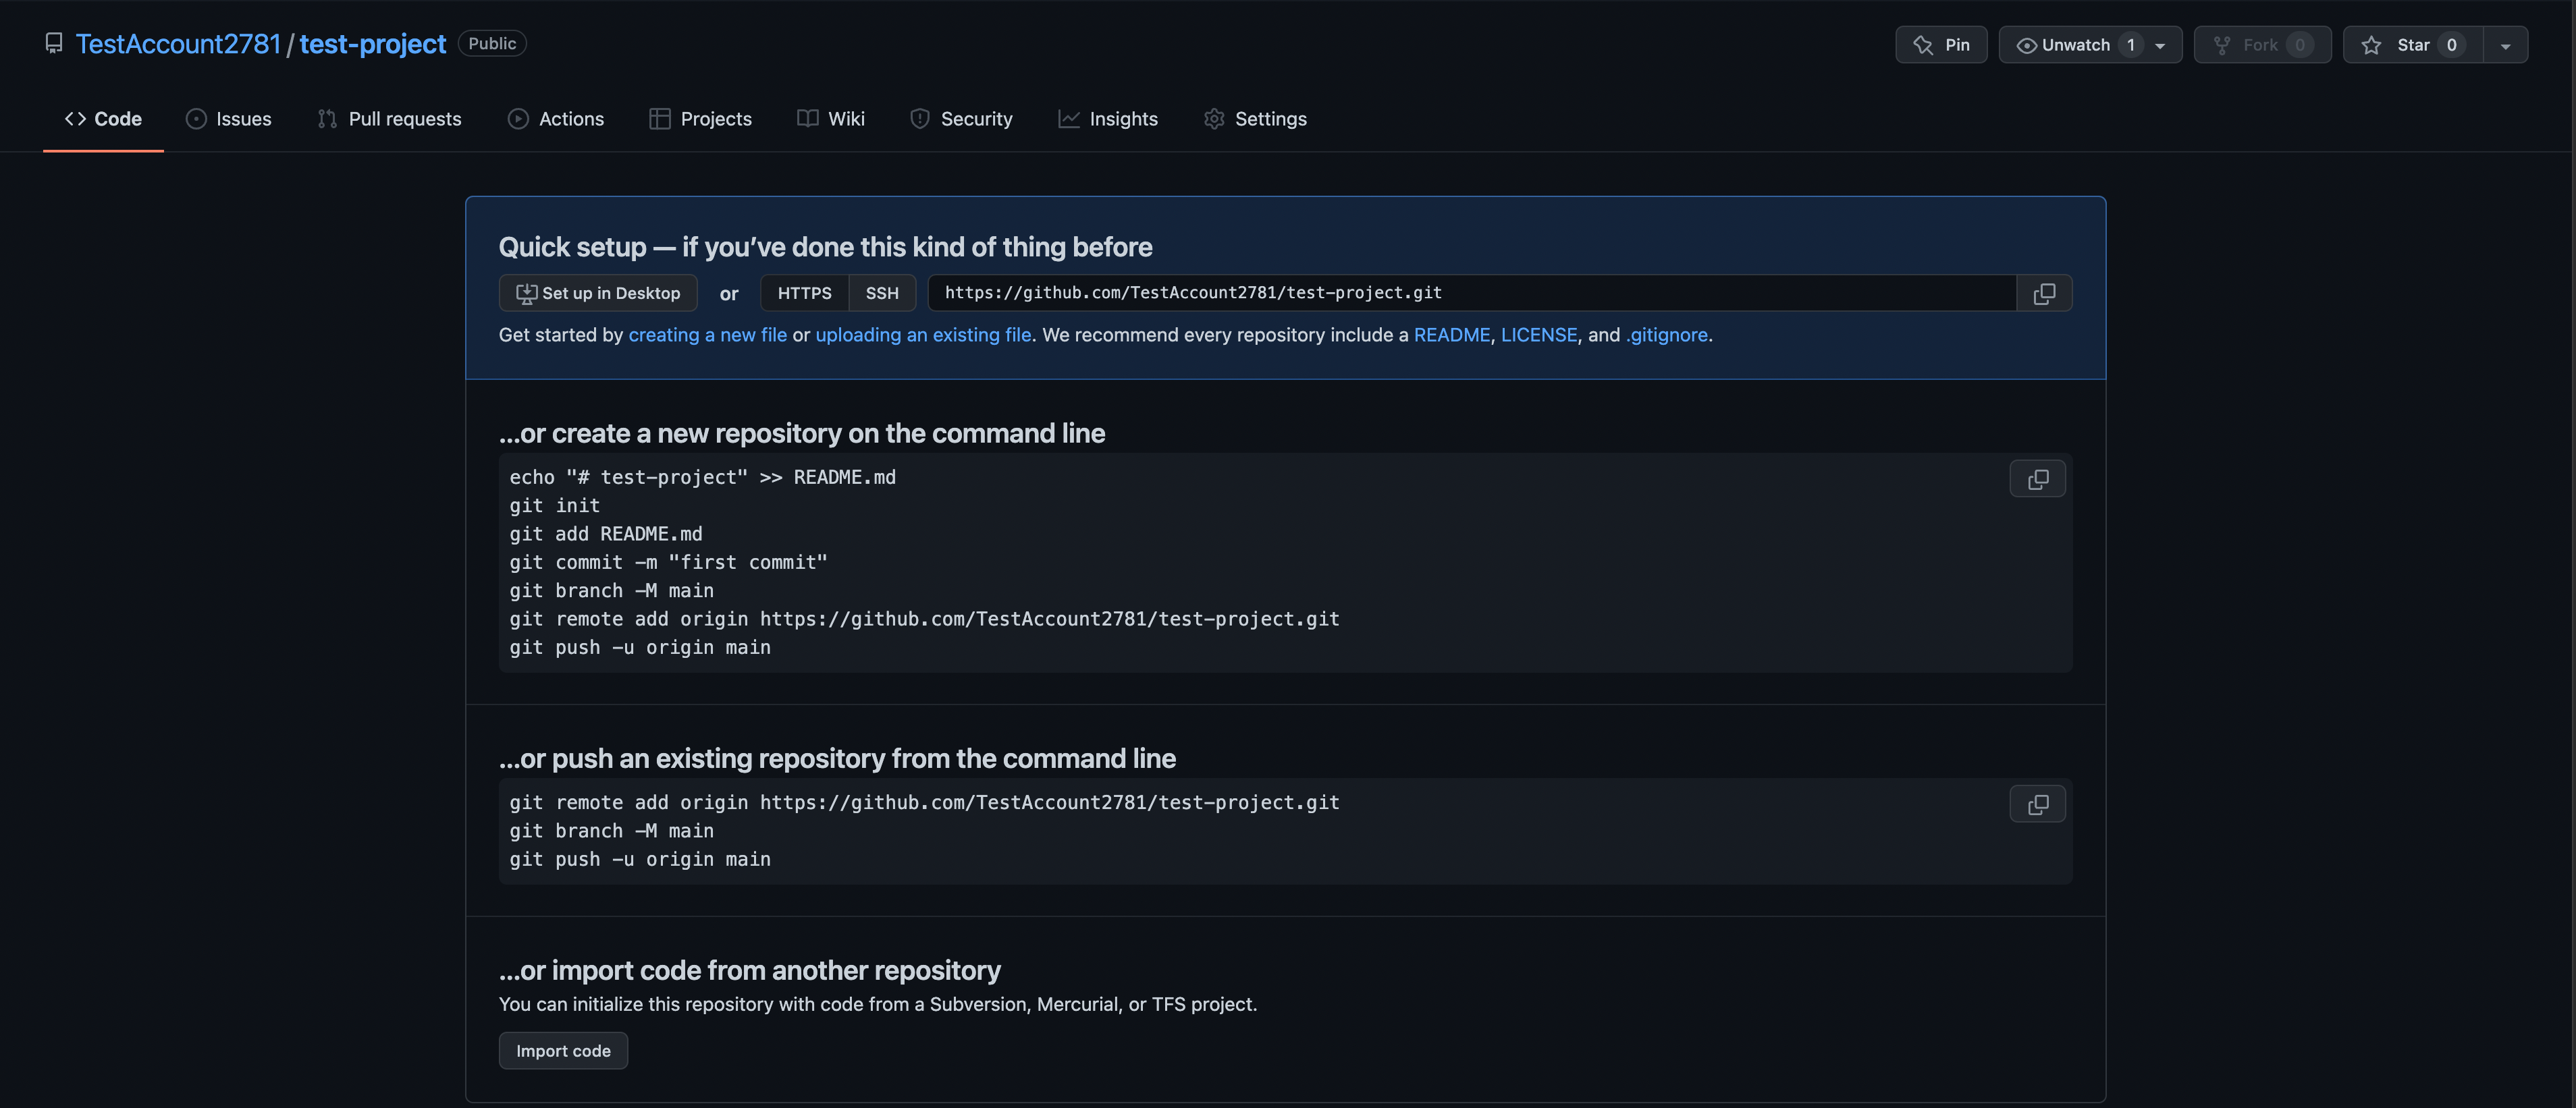 TestAccount2781 / test-project Public
Pin Unwatch 1 Fork 0 Star 0
Code Issues Pull requests Actions Projects Wiki Security Insights Settings
Quick setup — if you’ve done this kind of thing before
Set up in Desktop or HTTPS SSH https://github.com/TestAccount2781/test-project.git
Get started by creating a new file or uploading an existing file. We recommend every repository include a README, LICENSE, and .gitignore.
…or create a new repository on the command line
echo "# test-project" >> README.md
git init
git add README.md
git commit -m "first commit"
git branch -M main
git remote add origin https://github.com/TestAccount2781/test-project.git
git push -u origin main
…or push an existing repository from the command line
git remote add origin https://github.com/TestAccount2781/test-project.git
git branch -M main
git push -u origin main
…or import code from another repository
You can initialize this repository with code from a Subversion, Mercurial, or TFS project.
Import code